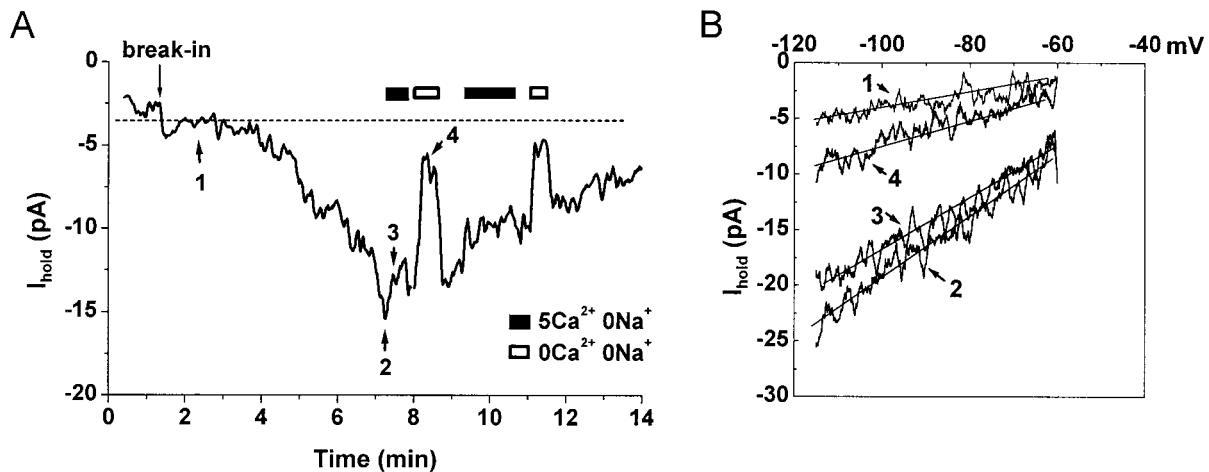 A
break-in
0
-5
-10
-15
-20
I_hold (pA)
1
2
3
4
5Ca²⁺ 0Na⁺
0Ca²⁺ 0Na⁺
0 2 4 6 8 10 12 14
Time (min)
B
-120 -100 -80 -60 -40 mV
0
-5
-10
-15
-20
-25
-30
I_hold (pA)
1
4
3
2